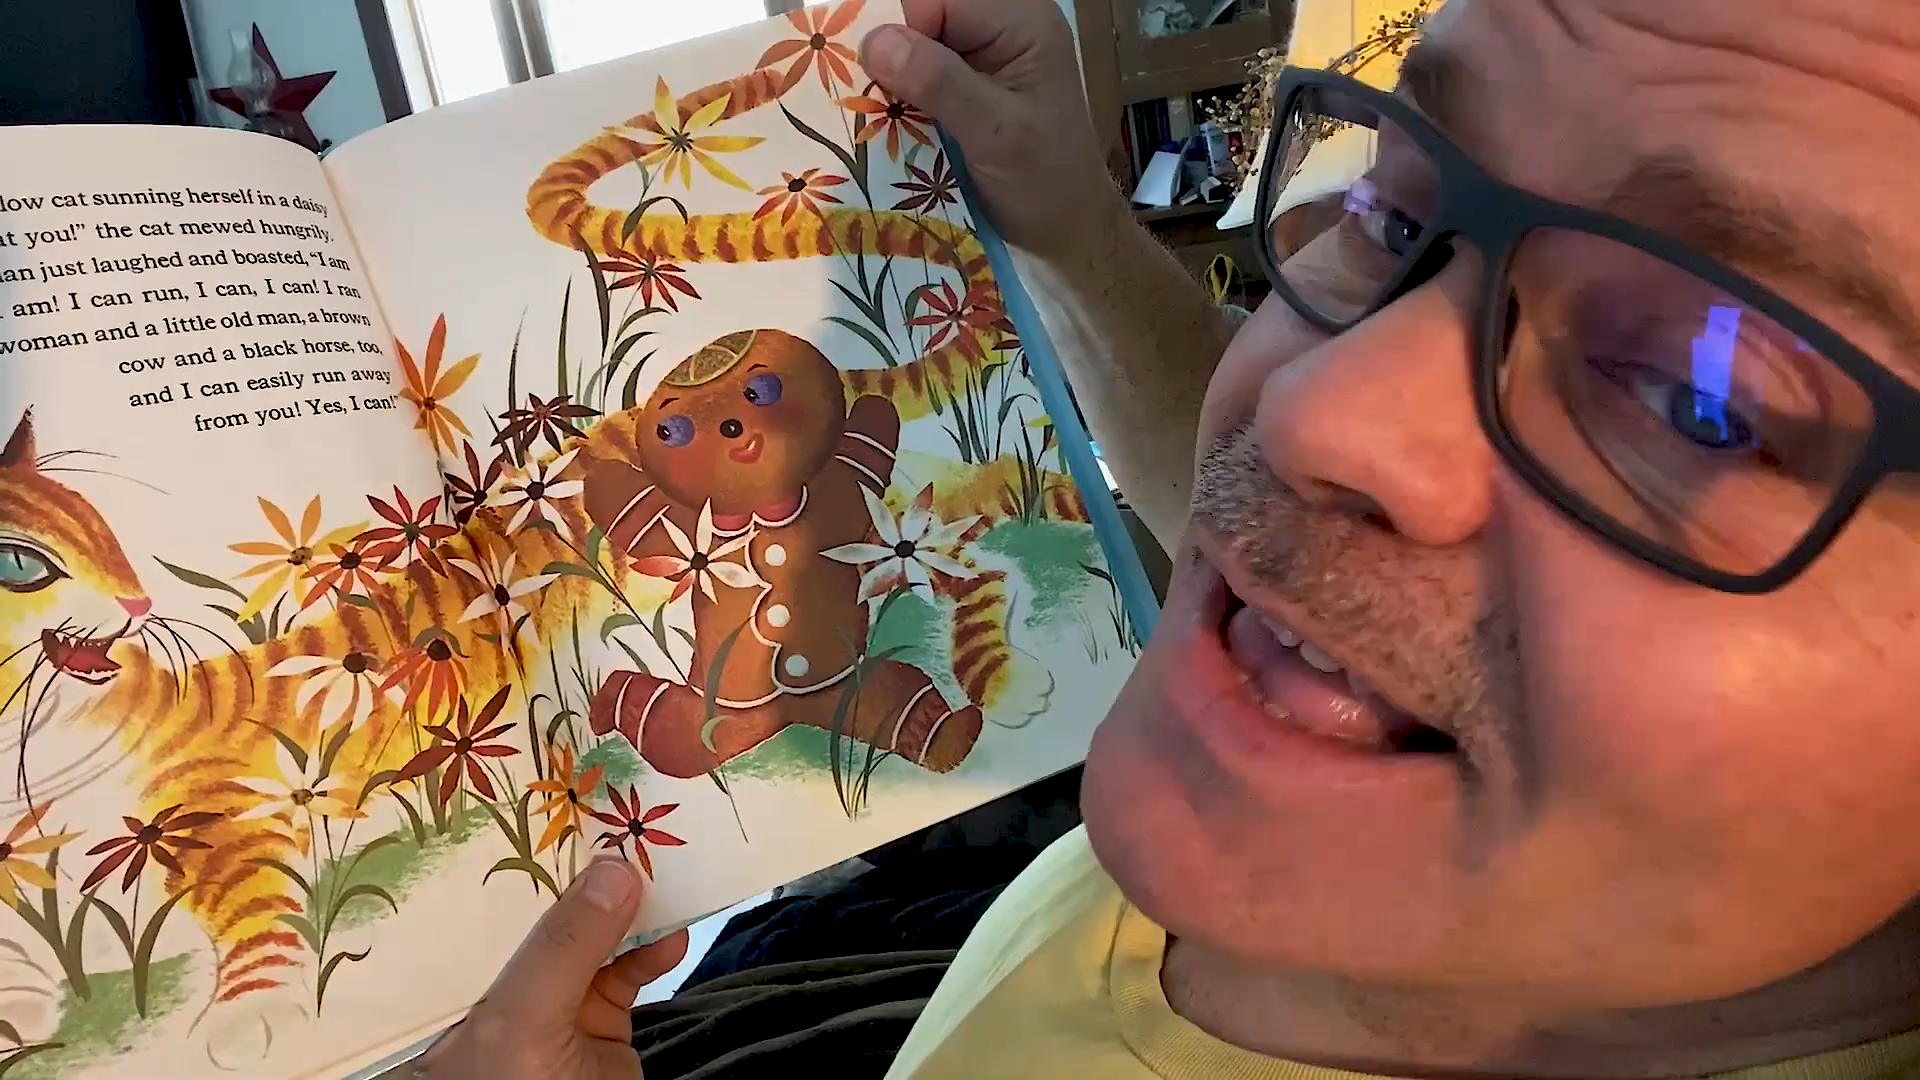 low cat sunning herself in a daisy
at you!” the cat mewed hungrily.
an just laughed and boasted, “I am
am! I can run, I can, I can! I ran
woman and a little old man, a brown
cow and a black horse, too,
and I can easily run away
from you! Yes, I can!”